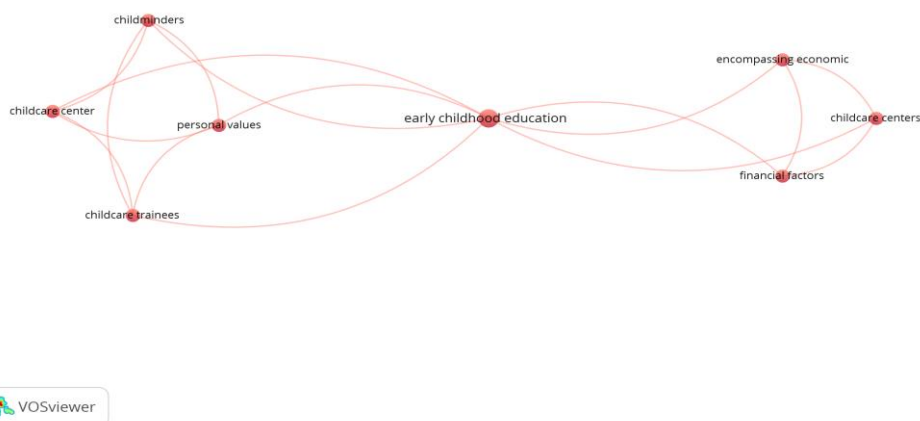 childminders
encompassing economic
childcare center
early childhood education
childcare centers
personal values
financial factors
childcare trainees
VOSviewer